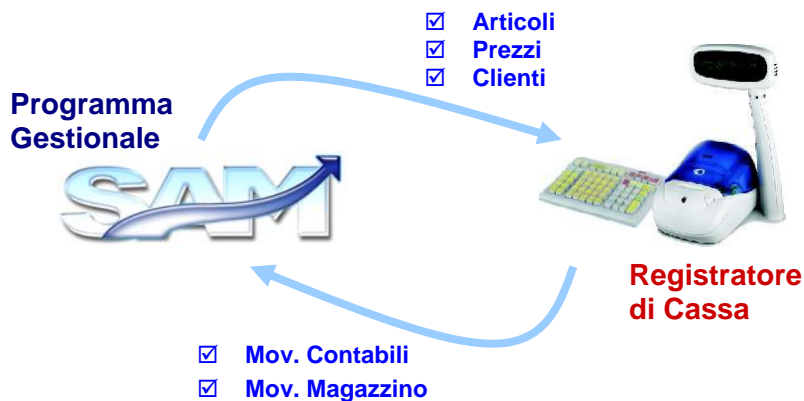 ☑ Articoli
☑ Prezzi
☑ Clienti
Programma
Gestionale
SAM
Registratore
di Cassa
☑ Mov. Contabili
☑ Mov. Magazzino